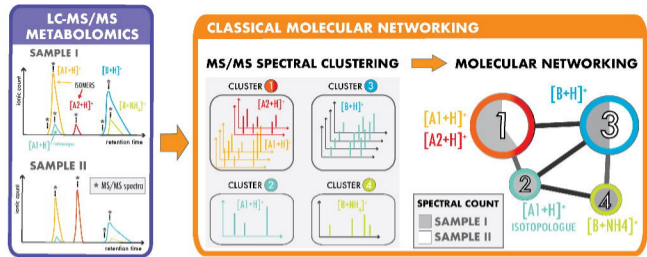 LC-MS/MS
METABOLOMICS
SAMPLE I
ionic count
[A1+H]+
ISOMERS
[A2+H]+
[B+H]+
[B+NH4]+
[A1+H]+
retention time
SAMPLE II
ionic count
* MS/MS spectra
retention time
CLASSICAL MOLECULAR NETWORKING
MS/MS SPECTRAL CLUSTERING
MOLECULAR NETWORKING
CLUSTER 1
[A2+H]+
[A1+H]+
CLUSTER 3
[B+H]+
CLUSTER 2
[A1+H]+
CLUSTER 4
[B+NH4]+
[A1+H]+
[A2+H]+
1
[B+H]+
3
2
4
[A1+H]+
ISOTOPOLOGUE
[B+NH4]+
SPECTRAL COUNT
SAMPLE I
SAMPLE II